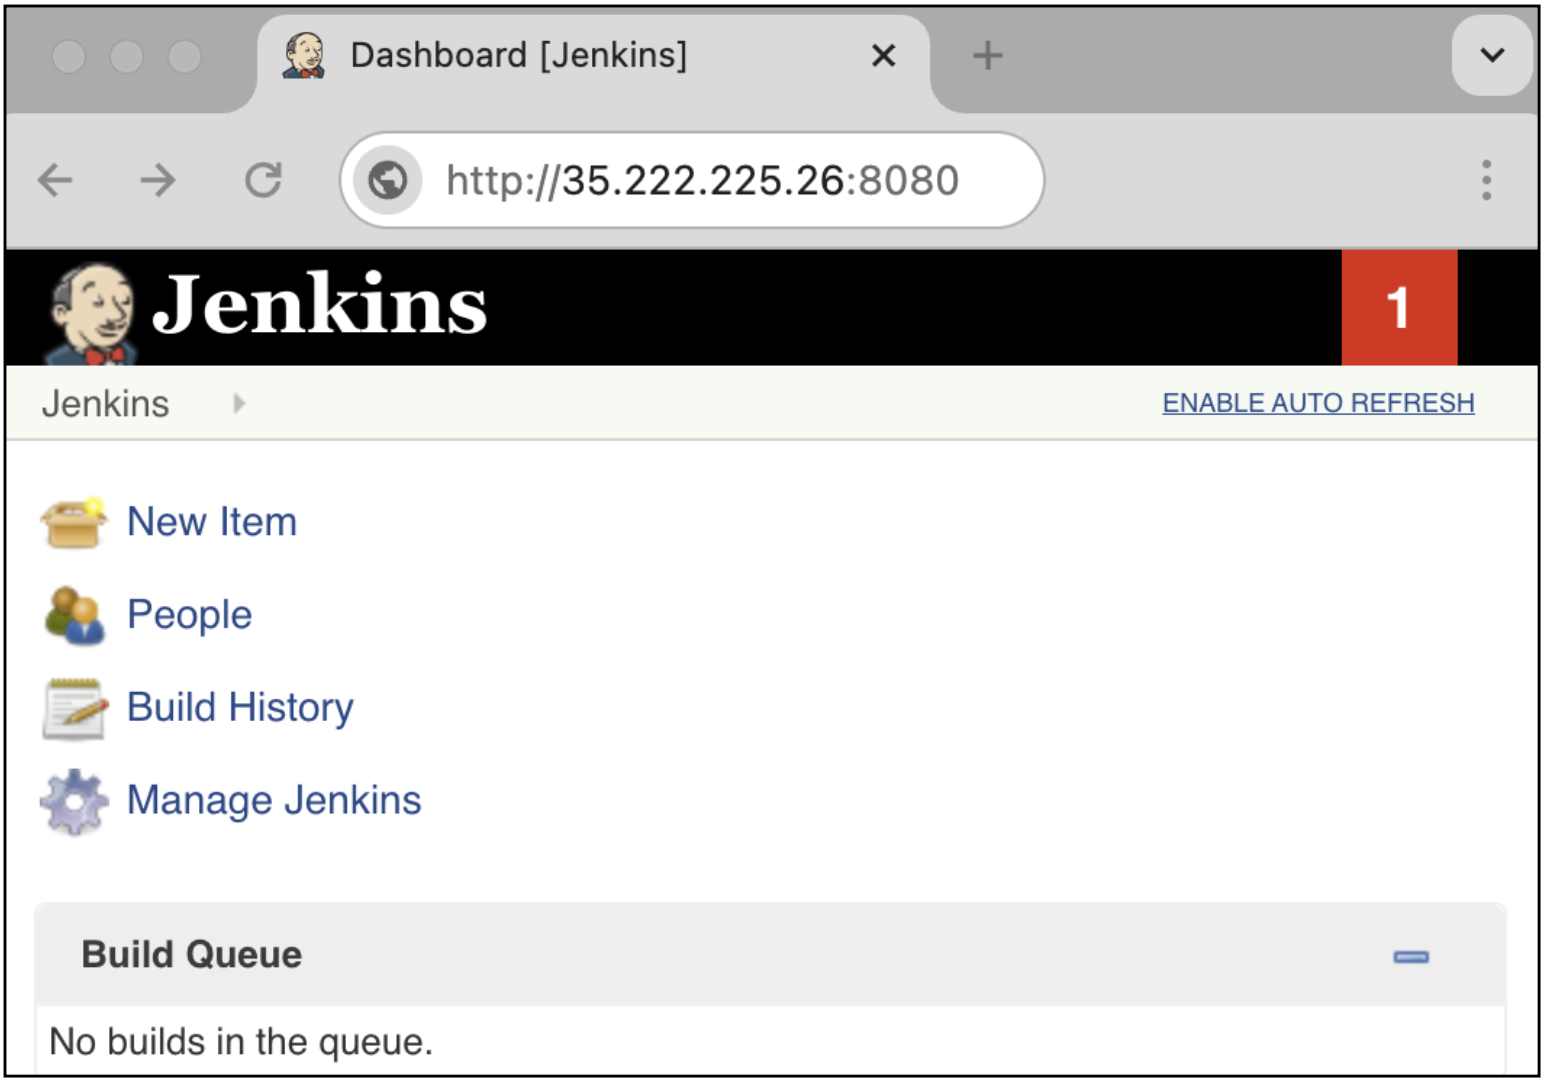 Dashboard [Jenkins]
http://35.222.225.26:8080
Jenkins
1
Jenkins
ENABLE AUTO REFRESH
New Item
People
Build History
Manage Jenkins
Build Queue
No builds in the queue.